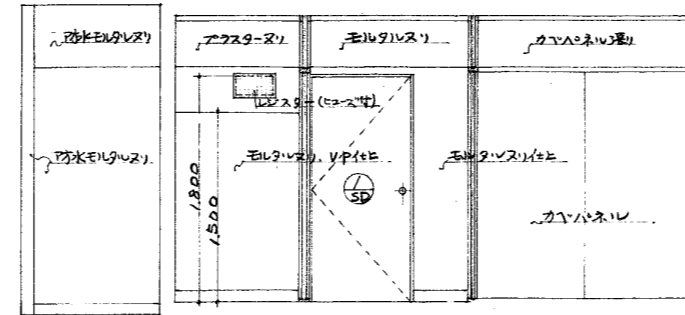 防水モルタルヌリ
プラスターヌリ
モルタルヌリ
カベパネル張り
レジスター(ヒューズ付)
防水モルタルヌリ
モルタルヌリ、VP仕上
モルタルヌリ仕上
1,800
1,500
1
SD
カベパネル